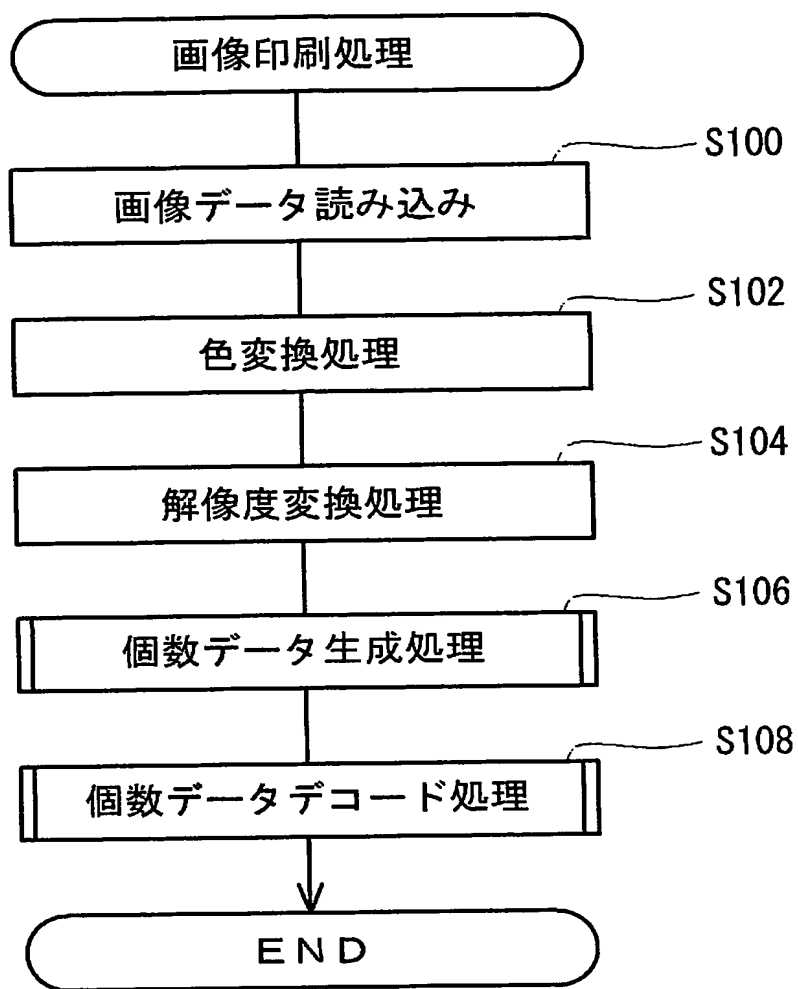 画像印刷処理
S100
画像データ読み込み
S102
色変換処理
S104
解像度変換処理
S106
個数データ生成処理
S108
個数データデコード処理
END